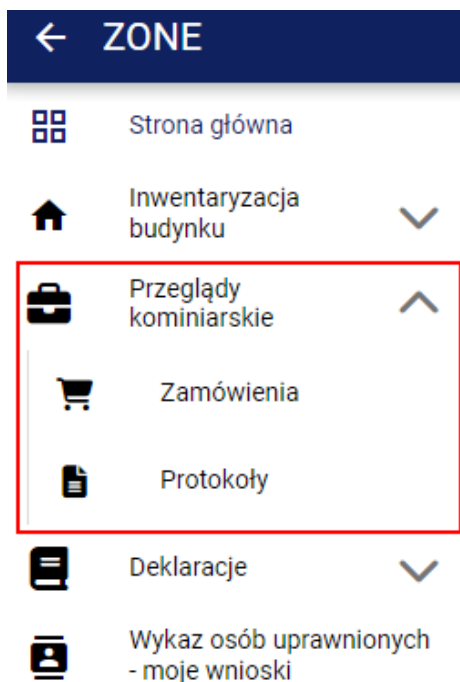 ZONE
Strona główna
Inwentaryzacja
budynku
Przeglądy
kominiarskie
Zamówienia
Protokoły
Deklaracje
Wykaz osób uprawnionych
- moje wnioski